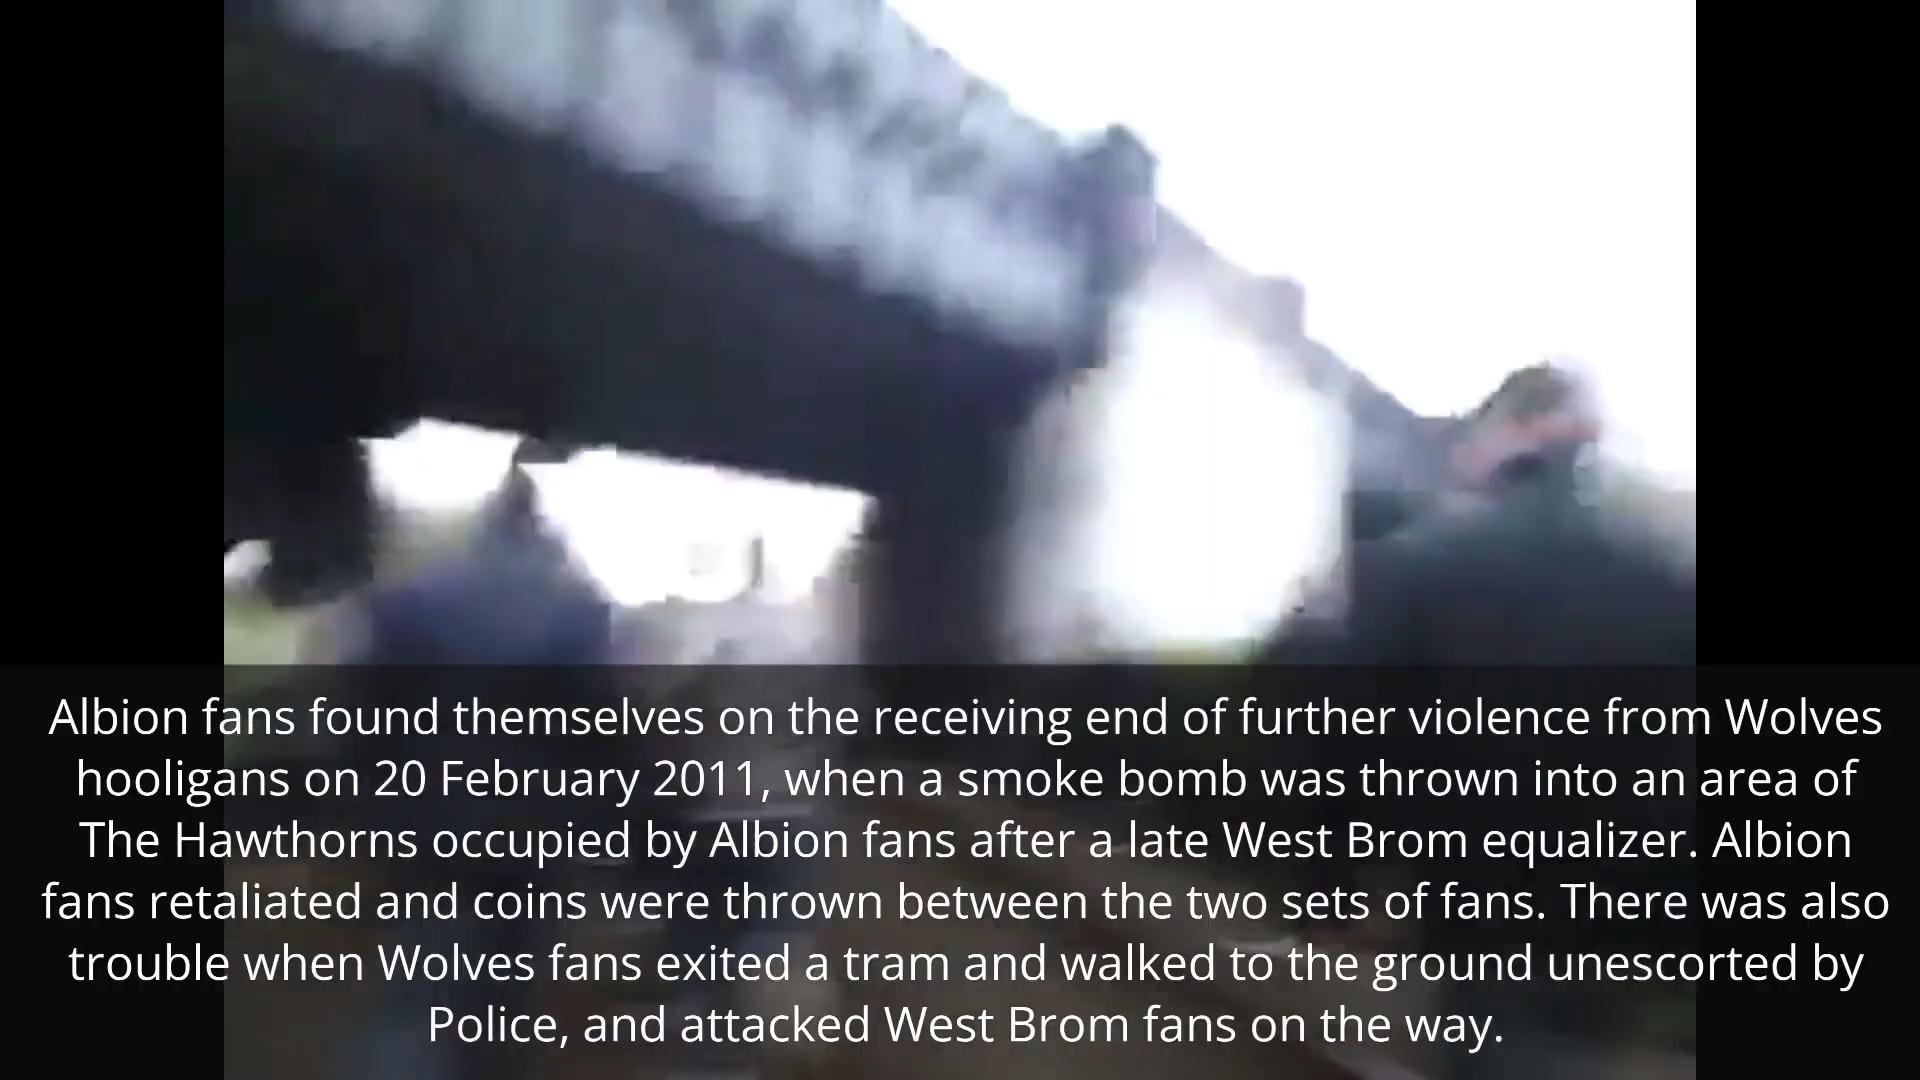 Albion fans found themselves on the receiving end of further violence from Wolves
hooligans on 20 February 2011, when a smoke bomb was thrown into an area of
The Hawthorns occupied by Albion fans after a late West Brom equalizer. Albion
fans retaliated and coins were thrown between the two sets of fans. There was also
trouble when Wolves fans exited a tram and walked to the ground unescorted by
Police, and attacked West Brom fans on the way.